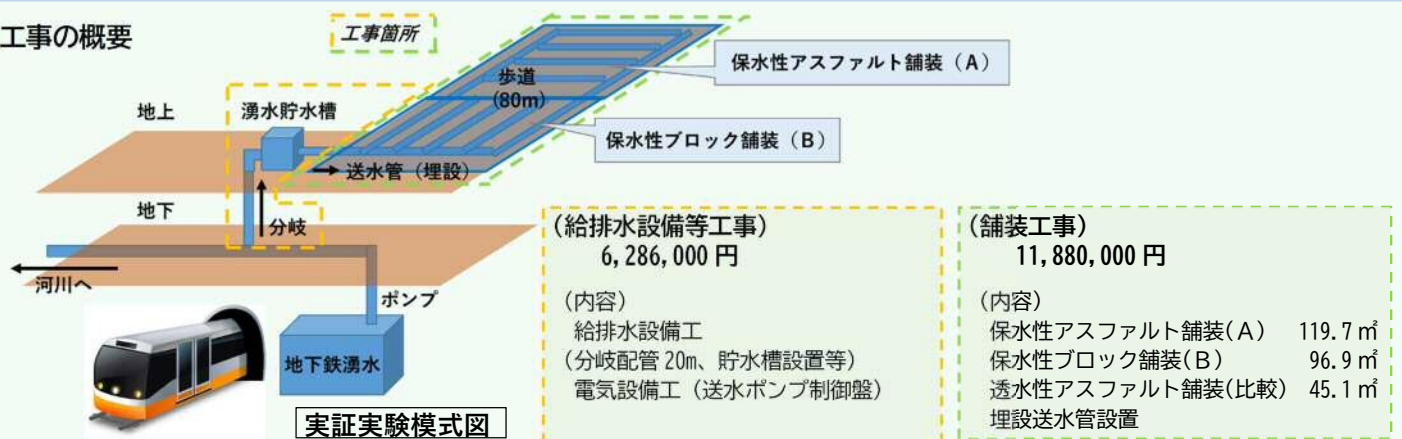 工事の概要
工事箇所
保水性アスファルト舗装（A）
歩道
(80m)
地上
湧水貯水槽
保水性ブロック舗装（B）
送水管（埋設）
地下
分岐
河川へ
ポンプ
地下鉄湧水
実証実験模式図
(給排水設備等工事)
6,286,000 円
（内容）
給排水設備工
（分岐配管 20m、貯水槽設置等）
電気設備工（送水ポンプ制御盤）
(舗装工事)
11,880,000 円
（内容）
保水性アスファルト舗装(A) 119.7 ㎡
保水性ブロック舗装(B) 96.9 ㎡
透水性アスファルト舗装(比較) 45.1 ㎡
埋設送水管設置